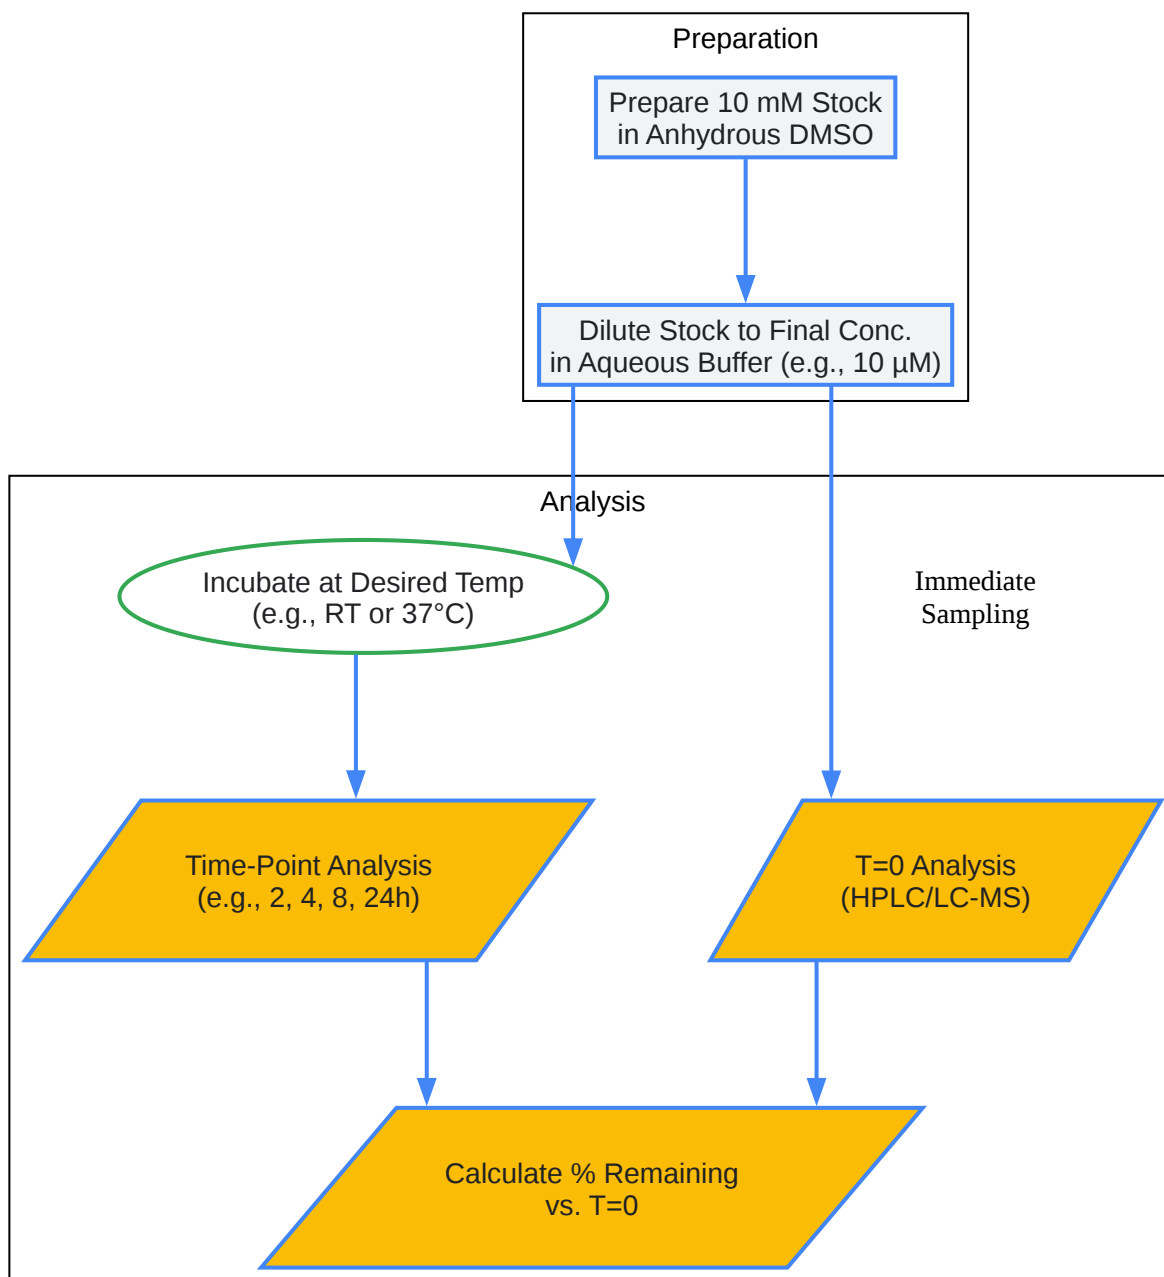 Preparation
Prepare 10 mM Stock
in Anhydrous DMSO
Dilute Stock to Final Conc.
in Aqueous Buffer (e.g., 10 µM)
Analysis
Incubate at Desired Temp
(e.g., RT or 37°C)
Immediate
Sampling
Time-Point Analysis
(e.g., 2, 4, 8, 24h)
T=0 Analysis
(HPLC/LC-MS)
Calculate % Remaining
vs. T=0